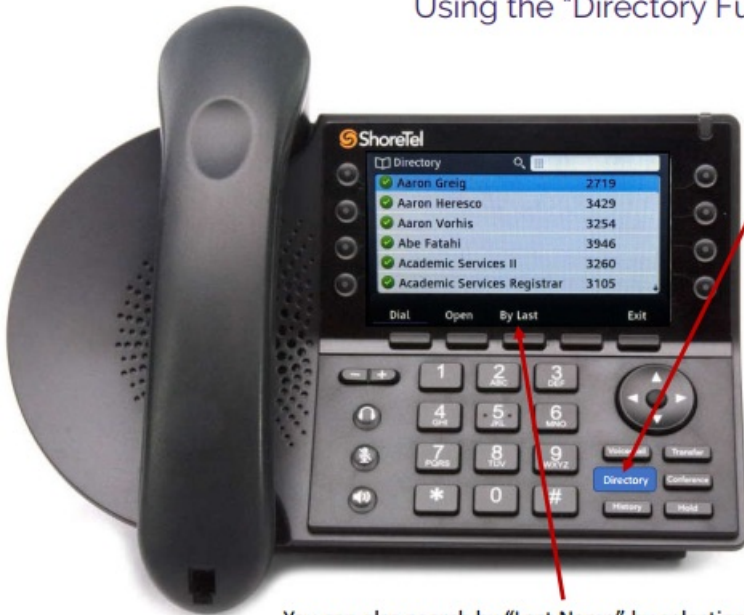 Using the "Directory Fu
ShoreTel
Directory
Aaron Greig 2719
Aaron Heresco 3429
Aaron Vorhis 3254
Abe Fatahi 3946
Academic Services II 3260
Academic Services Registrar 3105
Dial Open By Last Exit
1 2 ABC 3 DEF
4 GHI 5 JKL 6 MNO
7 PQRS 8 TUV 9 WXYZ
* 0 #
Voicemail Transfer
Directory Conference
History Hold